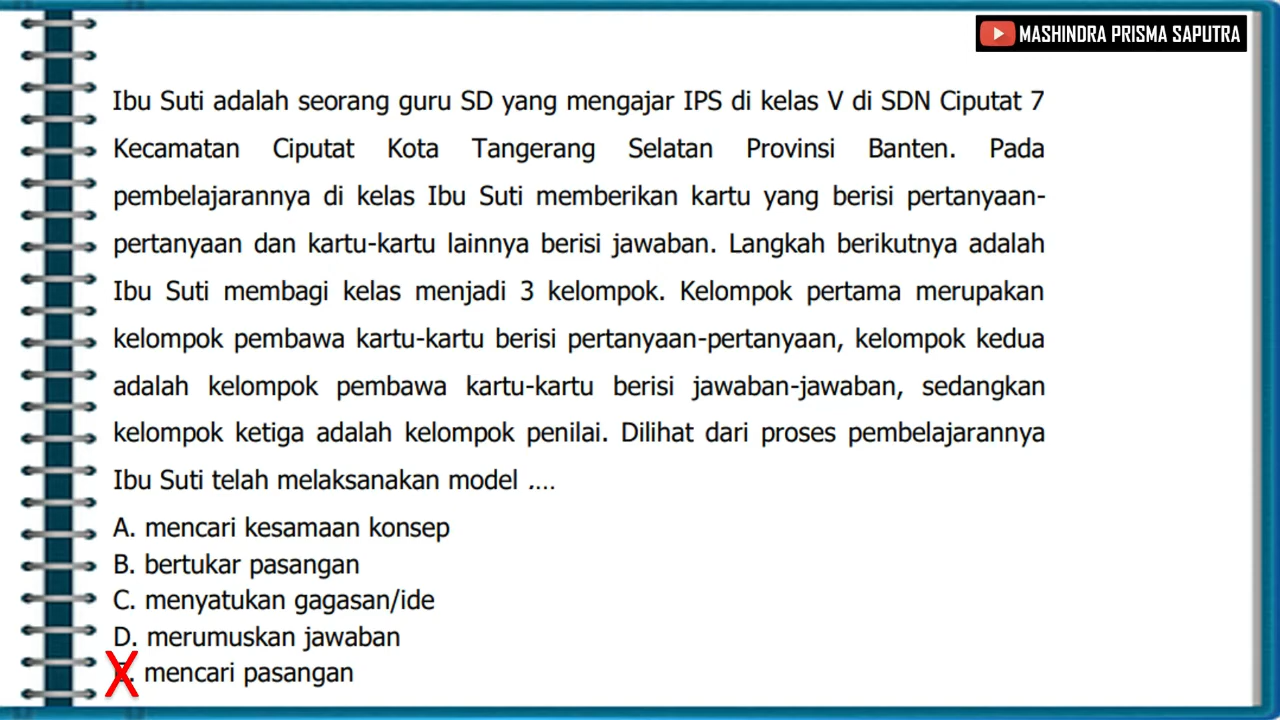 MASHINDRA PRISMA SAPUTRA
Ibu Suti adalah seorang guru SD yang mengajar IPS di kelas V di SDN Ciputat 7
Kecamatan Ciputat Kota Tangerang Selatan Provinsi Banten. Pada
pembelajarannya di kelas Ibu Suti memberikan kartu yang berisi pertanyaan-
pertanyaan dan kartu-kartu lainnya berisi jawaban. Langkah berikutnya adalah
Ibu Suti membagi kelas menjadi 3 kelompok. Kelompok pertama merupakan
kelompok pembawa kartu-kartu berisi pertanyaan-pertanyaan, kelompok kedua
adalah kelompok pembawa kartu-kartu berisi jawaban-jawaban, sedangkan
kelompok ketiga adalah kelompok penilai. Dilihat dari proses pembelajarannya
Ibu Suti telah melaksanakan model ....
A. mencari kesamaan konsep
B. bertukar pasangan
C. menyatukan gagasan/ide
D. merumuskan jawaban
E. mencari pasangan